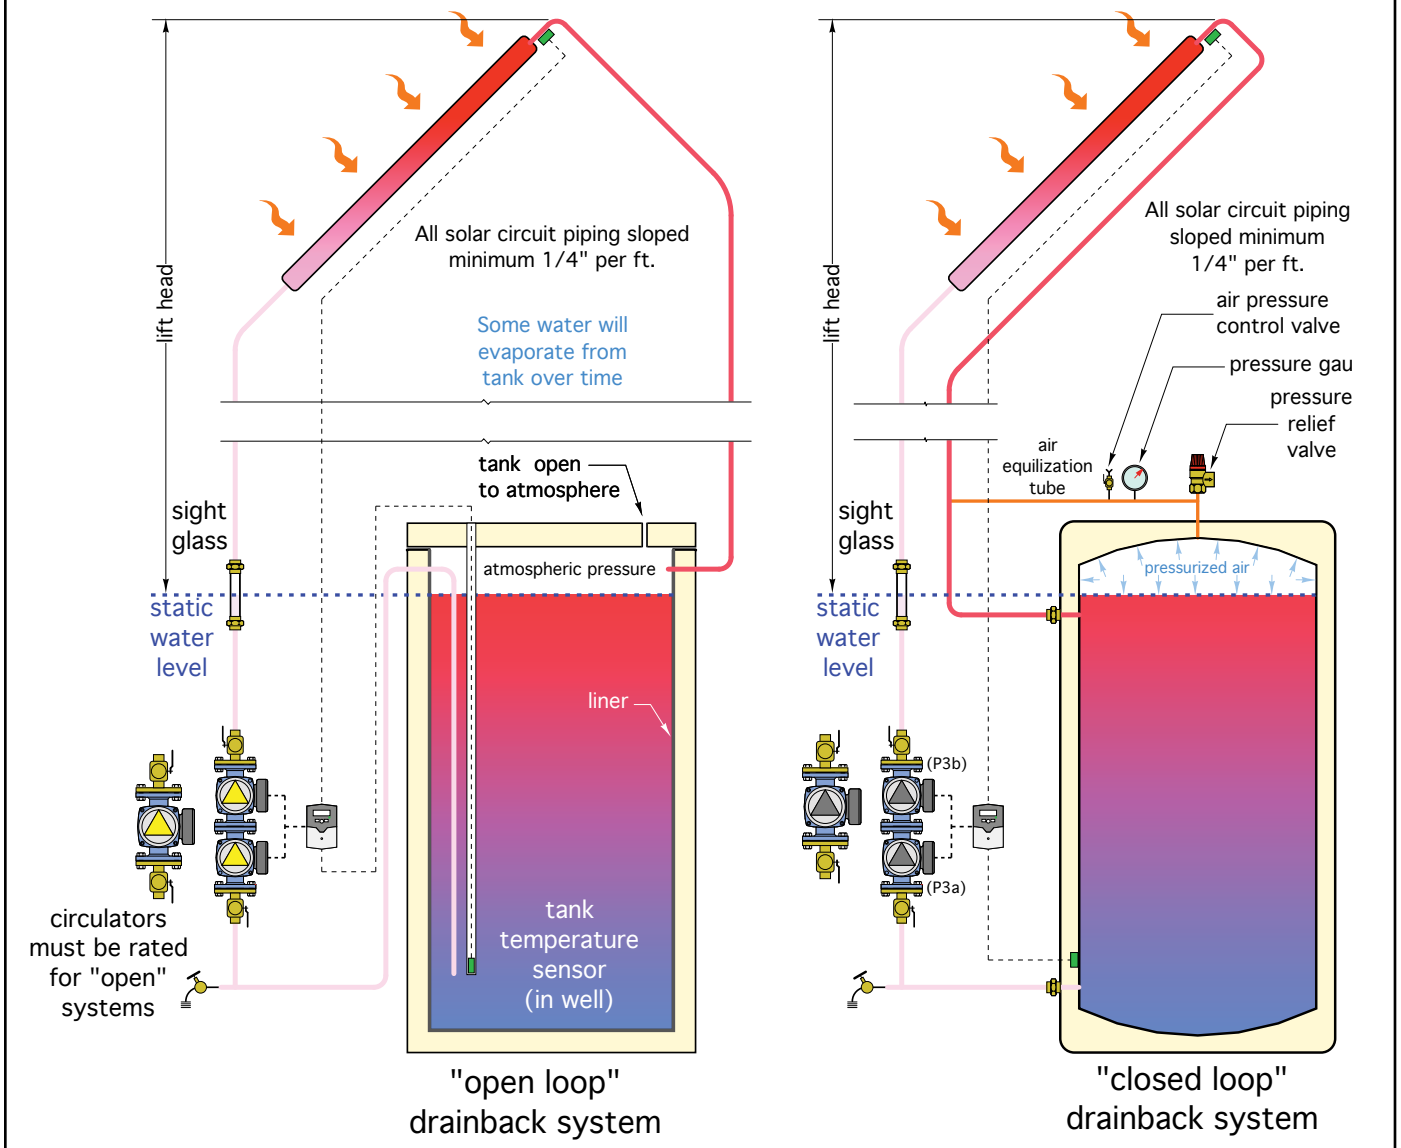 lift head
All solar circuit piping sloped
minimum 1/4" per ft.
Some water will
evaporate from
tank over time
tank open
to atmosphere
sight
glass
atmospheric pressure
static
water
level
liner
circulators
must be rated
for "open"
systems
tank
temperature
sensor
(in well)
"open loop"
drainback system
lift head
All solar circuit piping
sloped minimum
1/4" per ft.
air pressure
control valve
pressure gau
pressure
relief
valve
air
equilization
tube
sight
glass
pressurized air
static
water
level
(P3b)
(P3a)
"closed loop"
drainback system